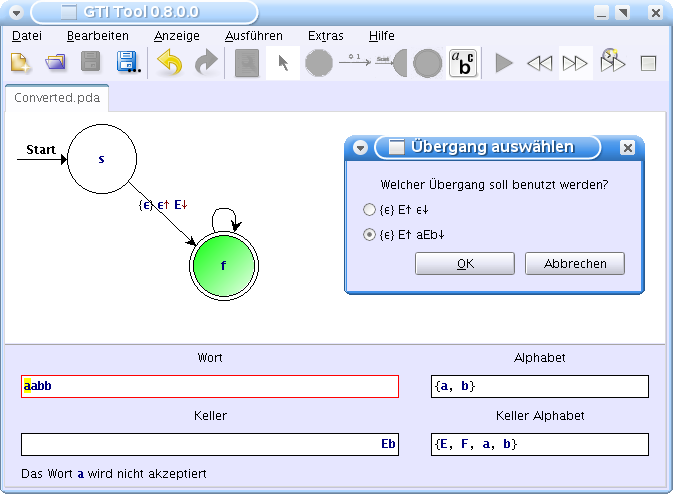 GTI Tool 0.8.0.0
Datei Bearbeiten Anzeige Ausführen Extras Hilfe
0 1 Start a b c
Converted.pda
Start
s
{ϵ} ϵ↑ E↓
f
Übergang auswählen
Welcher Übergang soll benutzt werden?
{ϵ} E↑ ϵ↓
{ϵ} E↑ aEb↓
OK Abbrechen
Wort Alphabet
aabb {a, b}
Keller Keller Alphabet
Eb {E, F, a, b}
Das Wort a wird nicht akzeptiert